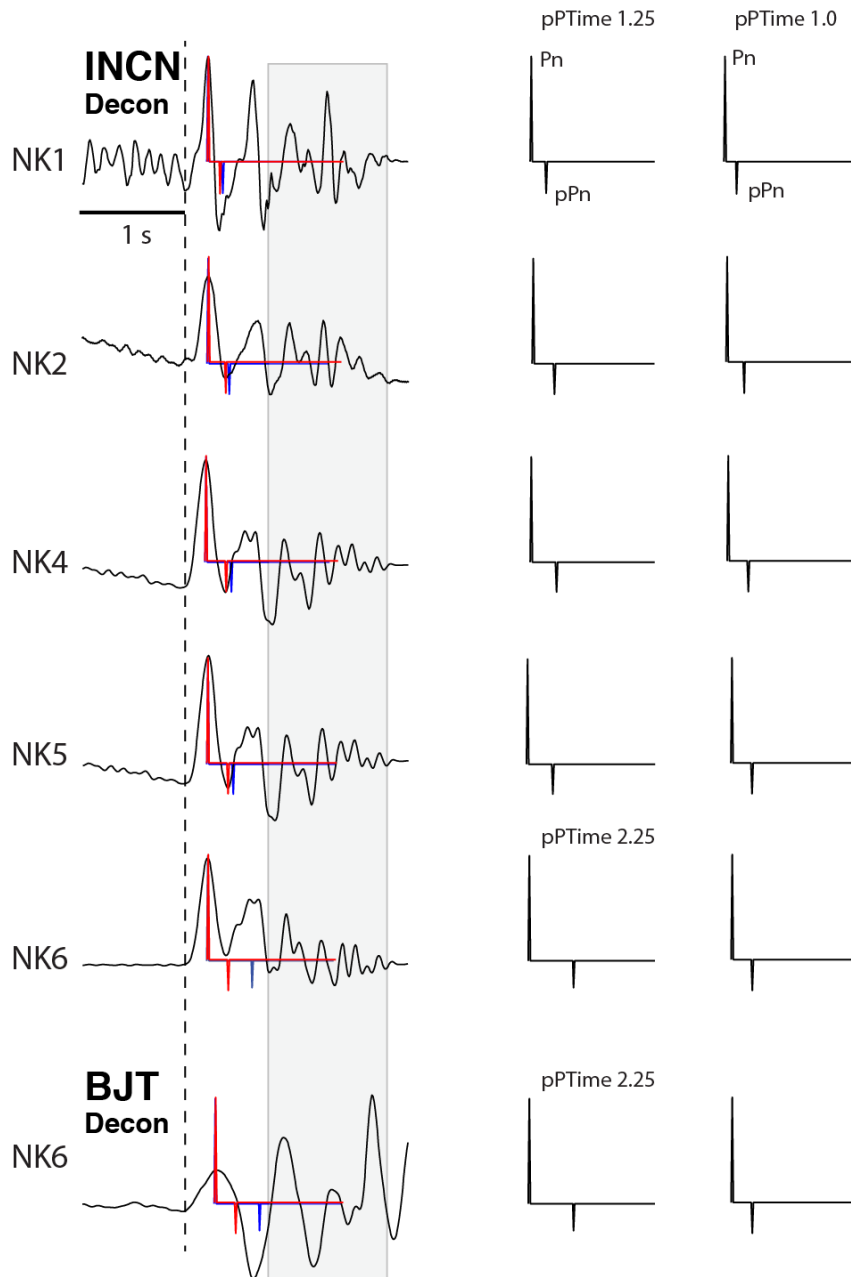 pPTime 1.25
pPTime 1.0
INCN
Decon
Pn
Pn
NK1
pPn
pPn
1 s
NK2
NK4
NK5
pPTime 2.25
NK6
BJT
Decon
pPTime 2.25
NK6